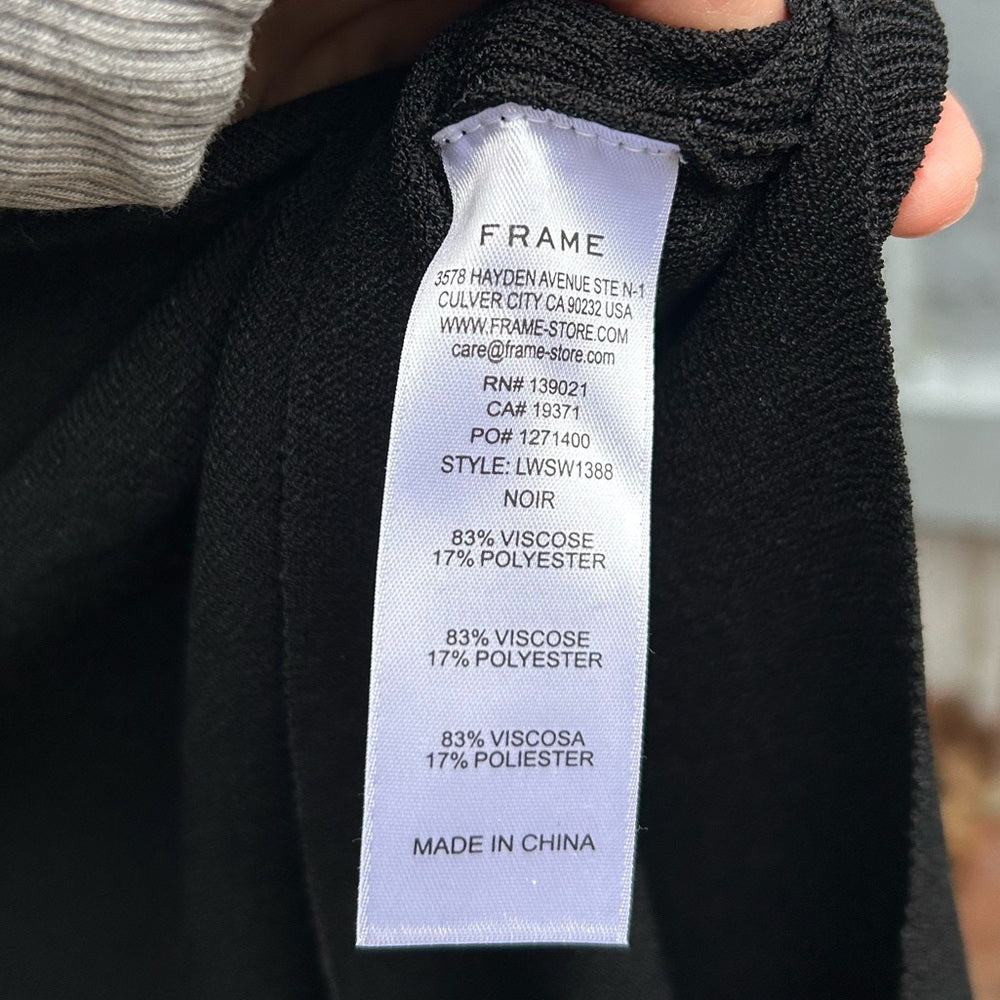 FRAME
3578 HAYDEN AVENUE STE N-1
CULVER CITY CA 90232 USA
WWW.FRAME-STORE.COM
care@frame-store.com
RN# 139021
CA# 19371
PO# 1271400
STYLE: LWSW1388
NOIR
83% VISCOSE
17% POLYESTER
83% VISCOSE
17% POLYESTER
83% VISCOSA
17% POLIESTER
MADE IN CHINA